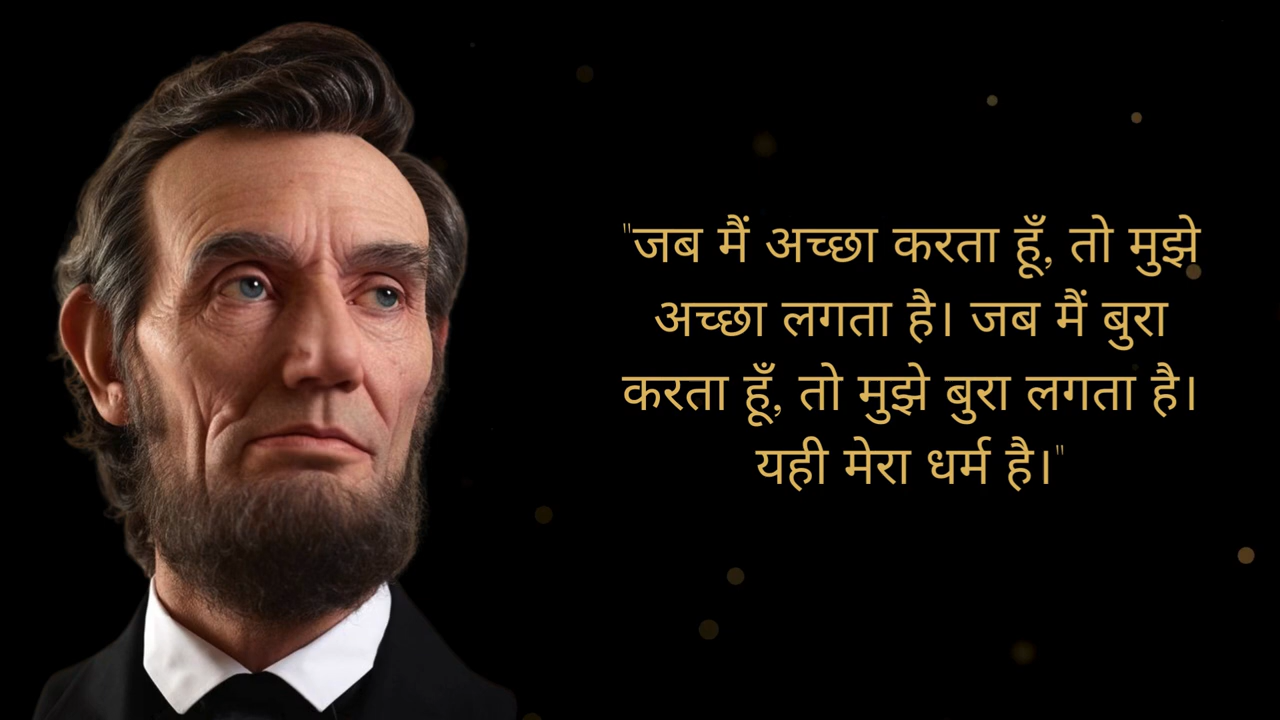 "जब मैं अच्छा करता हूँ, तो मुझे
अच्छा लगता है। जब मैं बुरा
करता हूँ, तो मुझे बुरा लगता है।
यही मेरा धर्म है।"